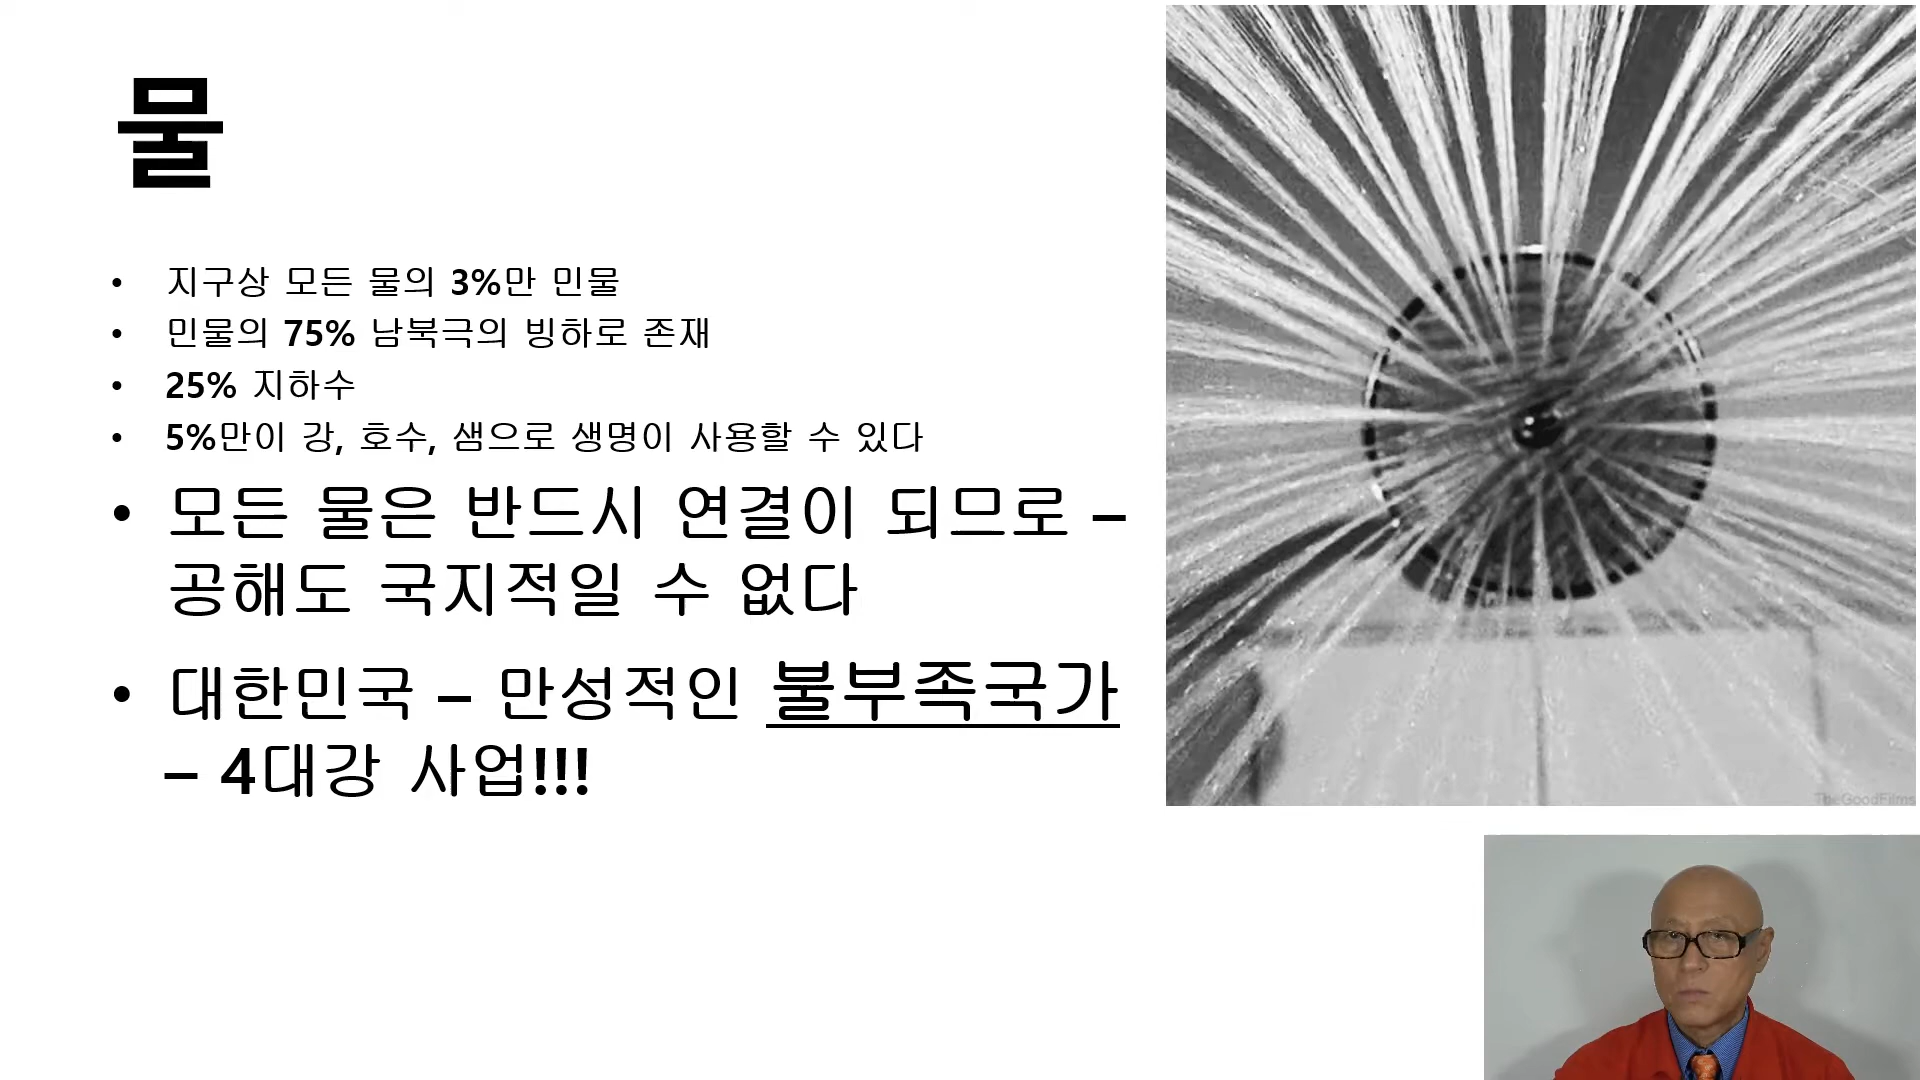 물
• 지구상 모든 물의 3%만 민물
• 민물의 75% 남북극의 빙하로 존재
• 25% 지하수
• 5%만이 강, 호수, 샘으로 생명이 사용할 수 있다
• 모든 물은 반드시 연결이 되므로 –
공해도 국지적일 수 없다
• 대한민국 – 만성적인 불부족국가
– 4대강 사업!!!
TheGoodFilms